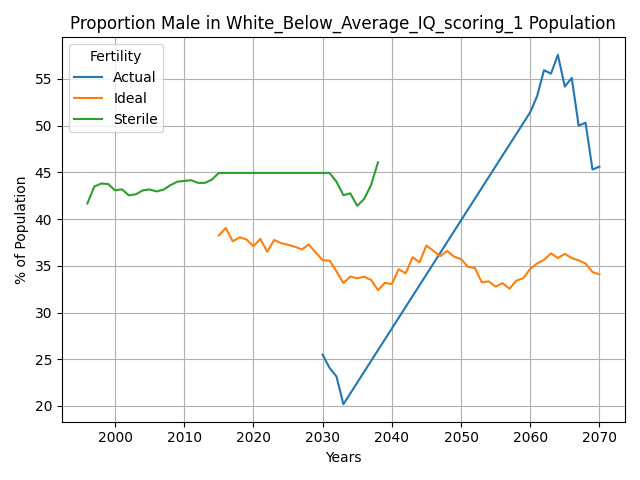 Proportion Male in White_Below_Average_IQ_scoring_1 Population
Fertility
Actual
Ideal
Sterile
% of Population
55
50
45
40
35
30
25
20
2000
2010
2020
2030
2040
2050
2060
2070
Years